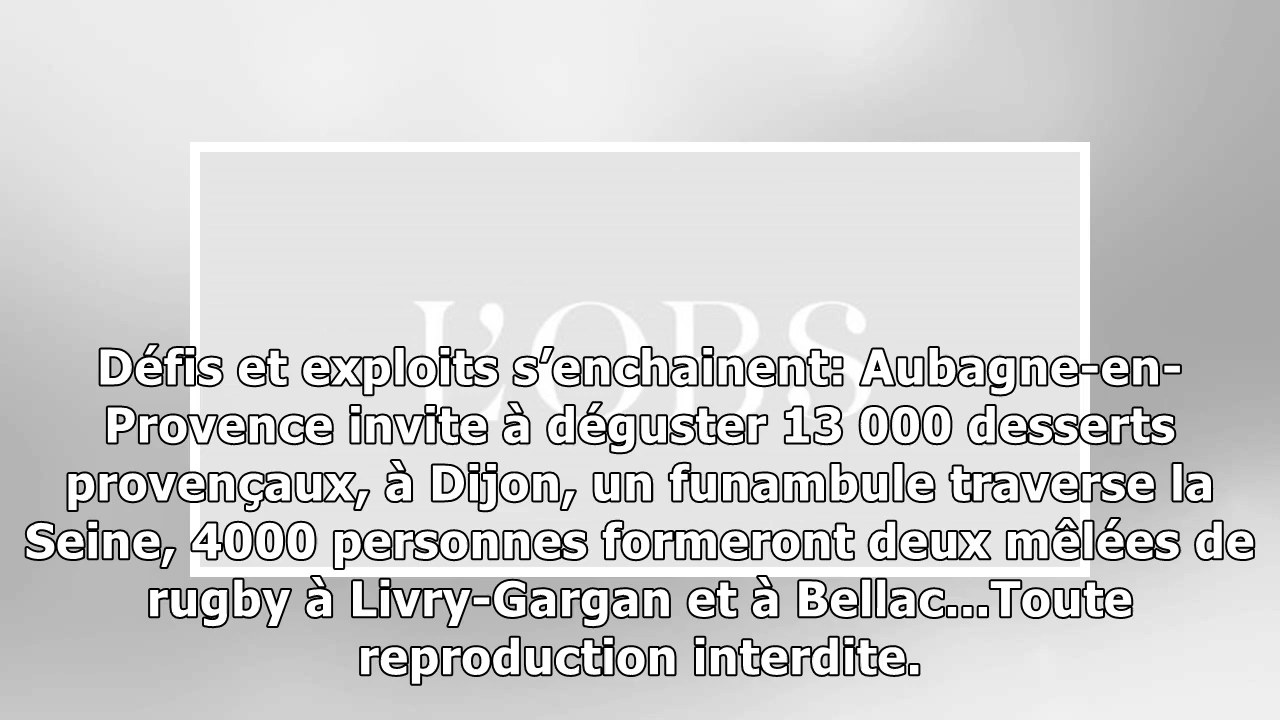 L'OBS
Défis et exploits s’enchainent: Aubagne-en-
Provence invite à déguster 13 000 desserts
provençaux, à Dijon, un funambule traverse la
Seine, 4000 personnes formeront deux mêlées de
rugby à Livry-Gargan et à Bellac...Toute
reproduction interdite.